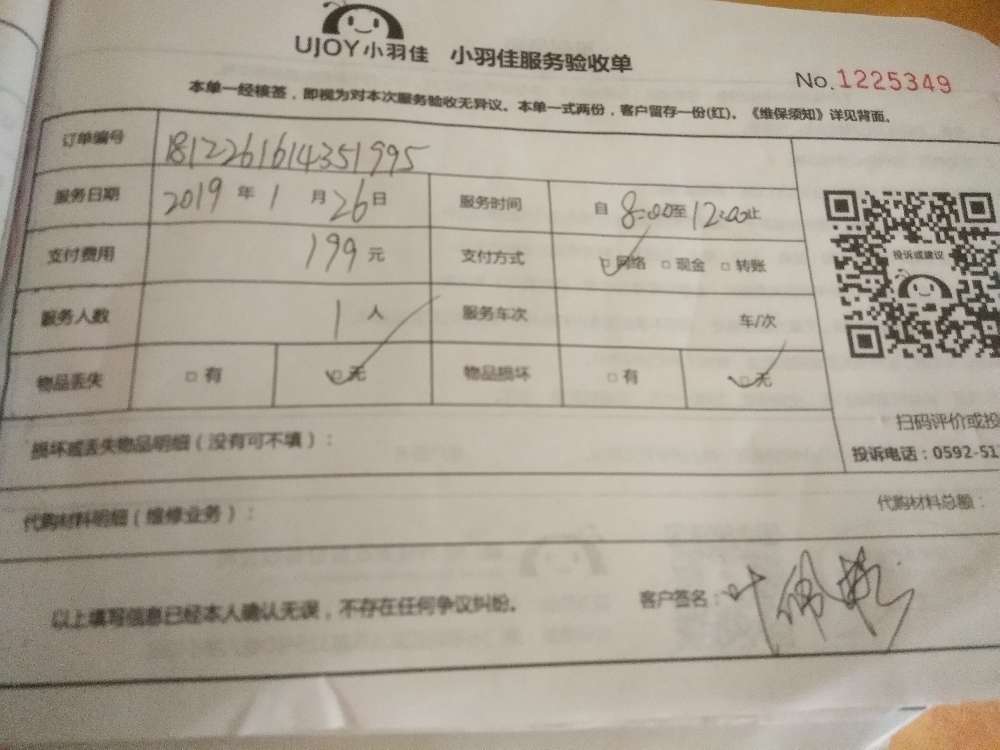 UJOY小羽佳 小羽佳服务验收单
No.1225349
本单一经核签，即视为对本次服务验收无异议。本单一式两份，客户留存一份(红)。《维保须知》详见背面。
订单编号 1812261614351995
服务日期 2019 年 1 月 26 日 服务时间 自 8:00 至 12:00 止
支付费用 199 元 支付方式 □网络 □现金 □转账
投诉或建议
服务人数 1 人 服务车次 车/次
物品丢失 □有 □无 物品损坏 □有 □无
扫码评价或投
损坏或丢失物品明细（没有可不填）：
投诉电话：0592-51
代购材料明细（维修业务）：
代购材料总额：
以上填写信息已经本人确认无误，不存在任何争议纠纷。 客户签名：叶